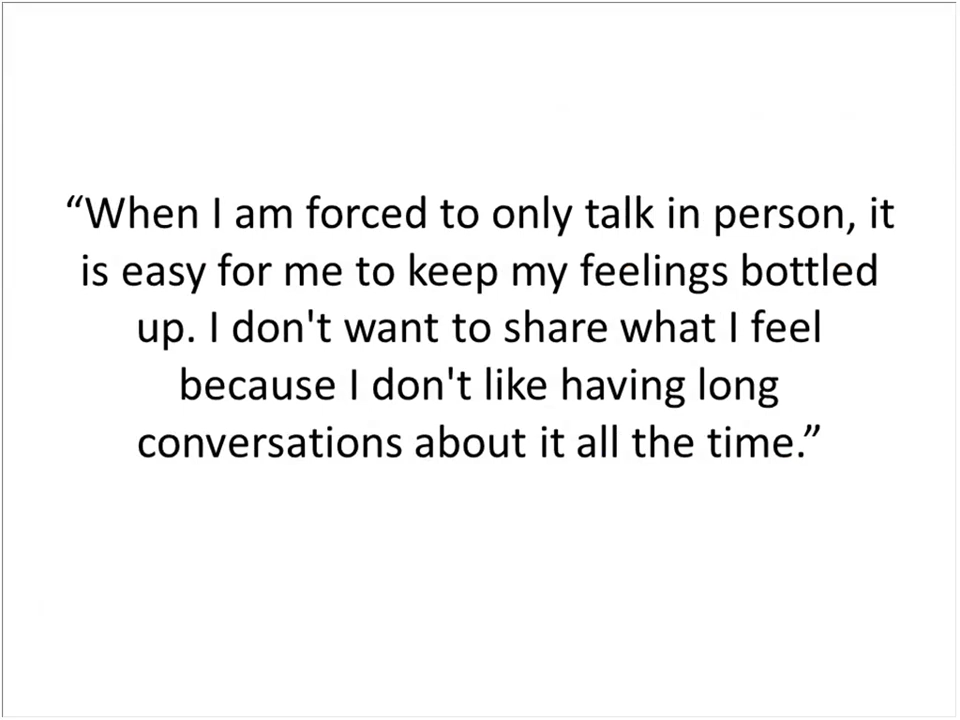 “When I am forced to only talk in person, it
is easy for me to keep my feelings bottled
up. I don't want to share what I feel
because I don't like having long
conversations about it all the time.”